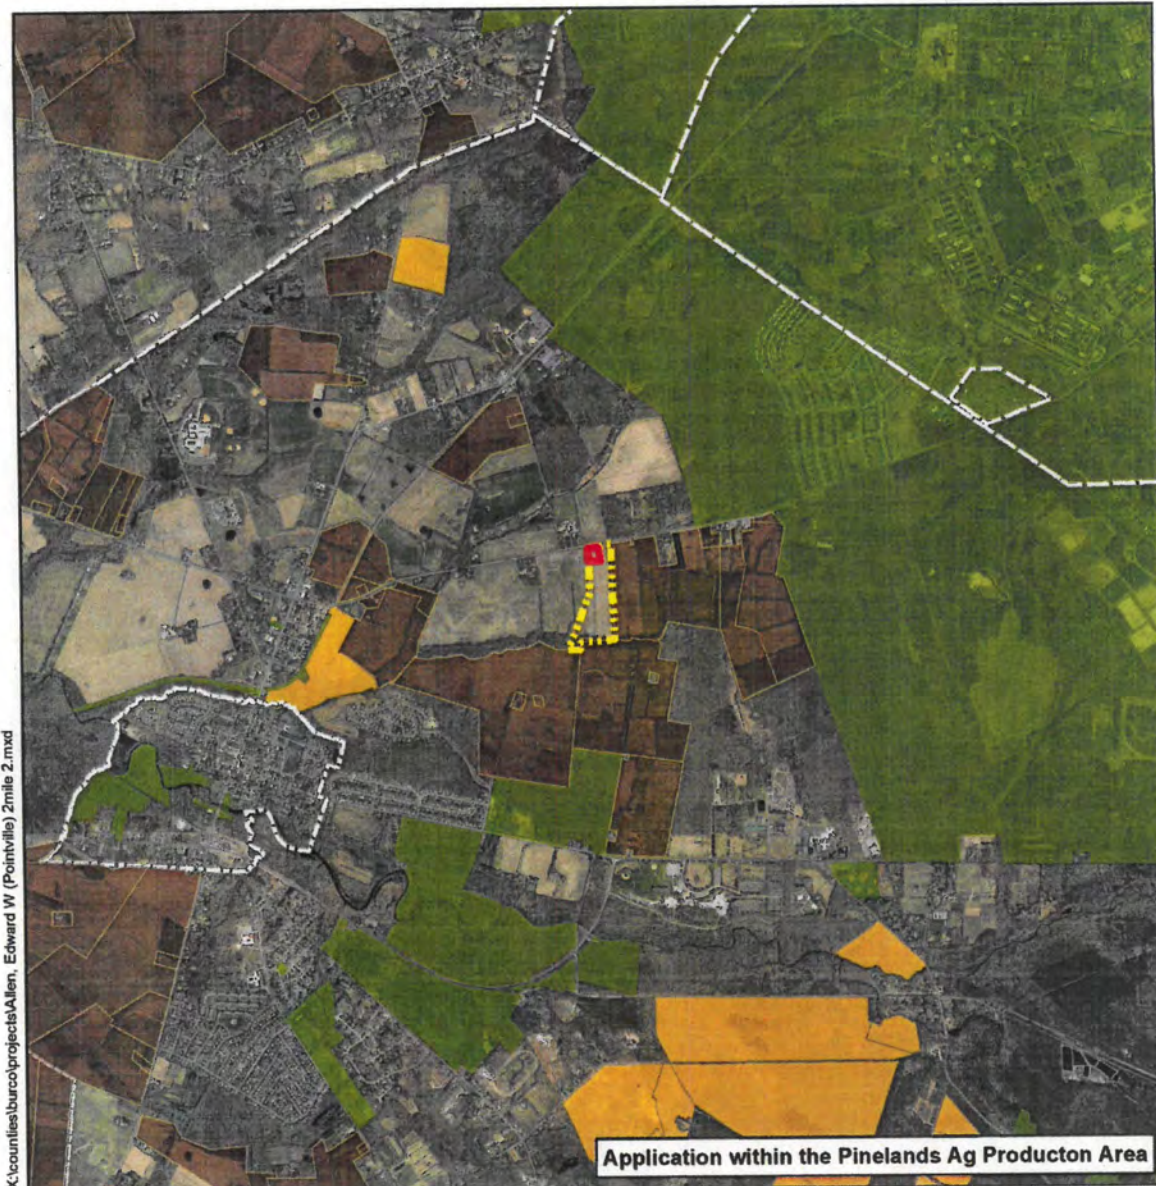 X:\counties\burco\projects\Allen, Edward W (Pointville) 2mile 2.mxd
Application within the Pinelands Ag Producton Area